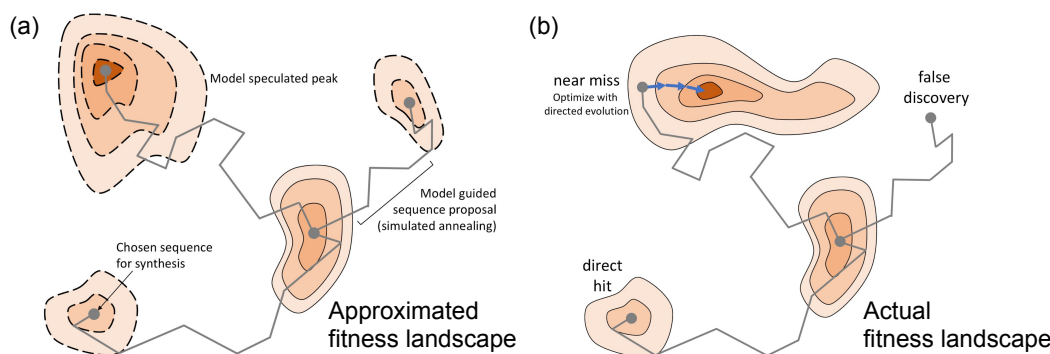 (a)
Model speculated peak
Model guided
sequence proposal
(simulated annealing)
Chosen sequence
for synthesis
Approximated
fitness landscape
(b)
near miss
Optimize with
directed evolution
false
discovery
direct
hit
Actual
fitness landscape